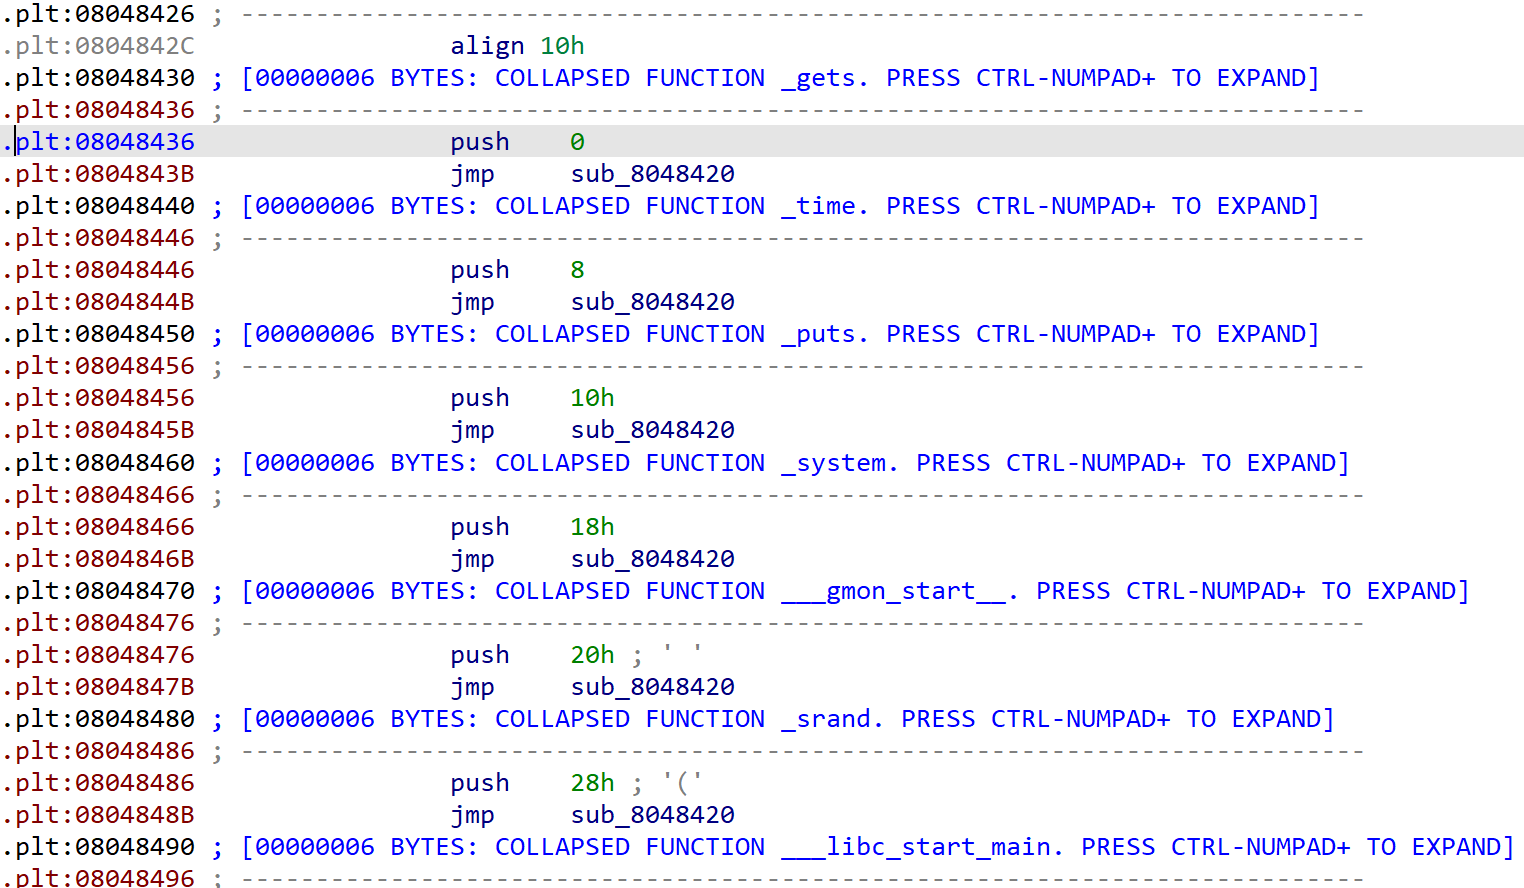 .plt:08048426 ; ---------------------------------------------------------------------------
.plt:0804842C                 align 10h
.plt:08048430 ; [00000006 BYTES: COLLAPSED FUNCTION _gets. PRESS CTRL-NUMPAD+ TO EXPAND]
.plt:08048436 ; ---------------------------------------------------------------------------
.plt:08048436                 push    0
.plt:0804843B                 jmp     sub_8048420
.plt:08048440 ; [00000006 BYTES: COLLAPSED FUNCTION _time. PRESS CTRL-NUMPAD+ TO EXPAND]
.plt:08048446 ; ---------------------------------------------------------------------------
.plt:08048446                 push    8
.plt:0804844B                 jmp     sub_8048420
.plt:08048450 ; [00000006 BYTES: COLLAPSED FUNCTION _puts. PRESS CTRL-NUMPAD+ TO EXPAND]
.plt:08048456 ; ---------------------------------------------------------------------------
.plt:08048456                 push    10h
.plt:0804845B                 jmp     sub_8048420
.plt:08048460 ; [00000006 BYTES: COLLAPSED FUNCTION _system. PRESS CTRL-NUMPAD+ TO EXPAND]
.plt:08048466 ; ---------------------------------------------------------------------------
.plt:08048466                 push    18h
.plt:0804846B                 jmp     sub_8048420
.plt:08048470 ; [00000006 BYTES: COLLAPSED FUNCTION ___gmon_start__. PRESS CTRL-NUMPAD+ TO EXPAND]
.plt:08048476 ; ---------------------------------------------------------------------------
.plt:08048476                 push    20h ; ' '
.plt:0804847B                 jmp     sub_8048420
.plt:08048480 ; [00000006 BYTES: COLLAPSED FUNCTION _srand. PRESS CTRL-NUMPAD+ TO EXPAND]
.plt:08048486 ; ---------------------------------------------------------------------------
.plt:08048486                 push    28h ; '('
.plt:0804848B                 jmp     sub_8048420
.plt:08048490 ; [00000006 BYTES: COLLAPSED FUNCTION ___libc_start_main. PRESS CTRL-NUMPAD+ TO EXPAND]
.plt:08048496 ; ---------------------------------------------------------------------------